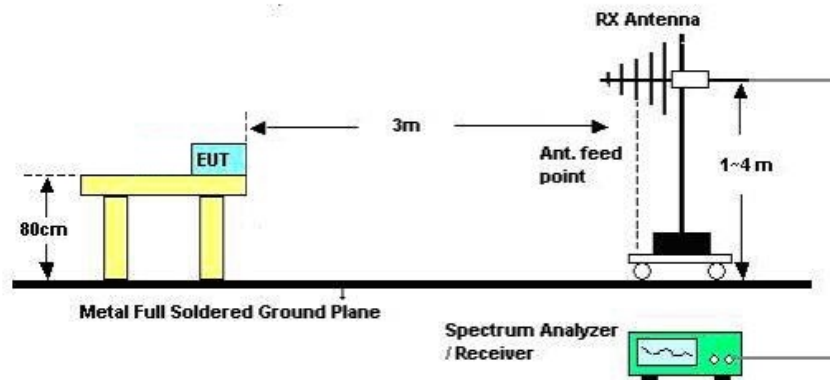 RX Antenna
3m
EUT
Ant. feed
point
1~4 m
80cm
Metal Full Soldered Ground Plane
Spectrum Analyzer
/ Receiver